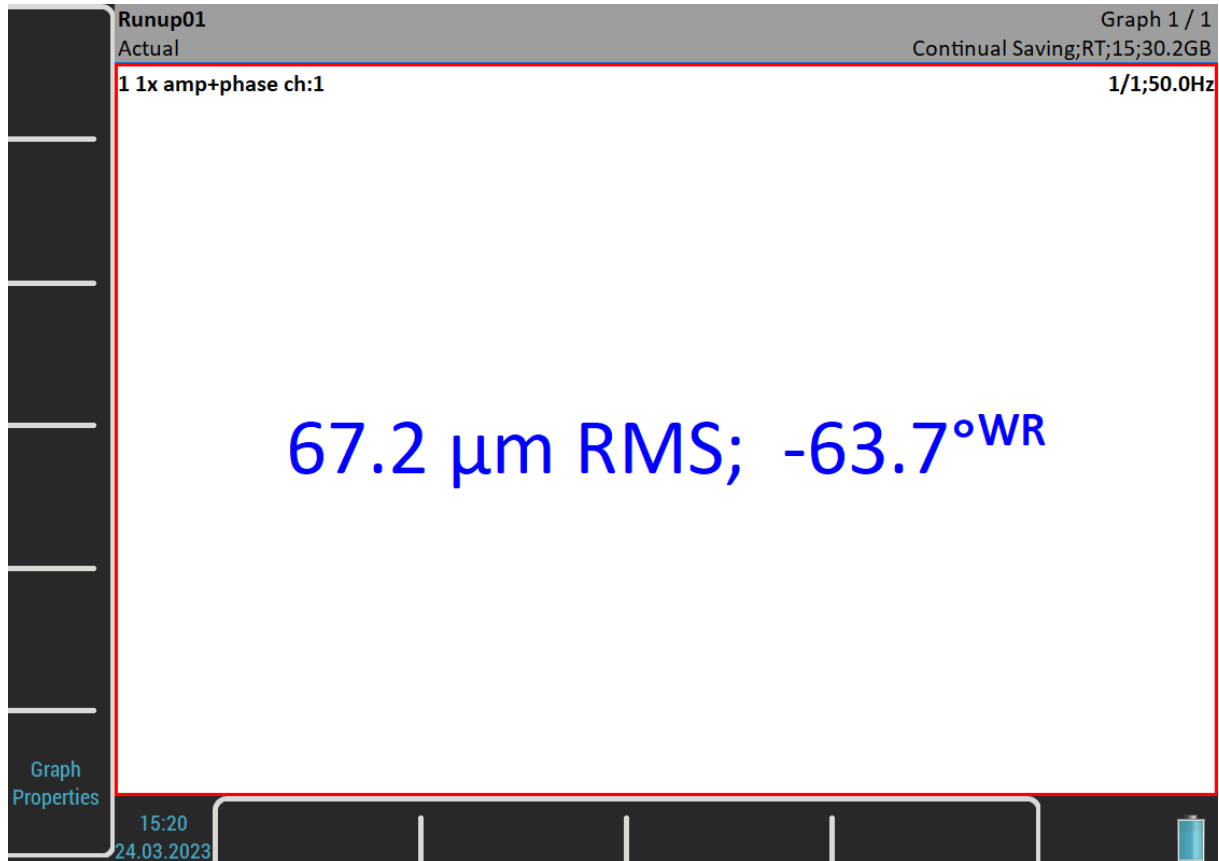 Runup01
Graph 1 / 1
Actual
Continual Saving;RT;15;30.2GB
1 1x amp+phase ch:1
1/1;50.0Hz
67.2 µm RMS; -63.7°WR
Graph
Properties
15:20
24.03.2023